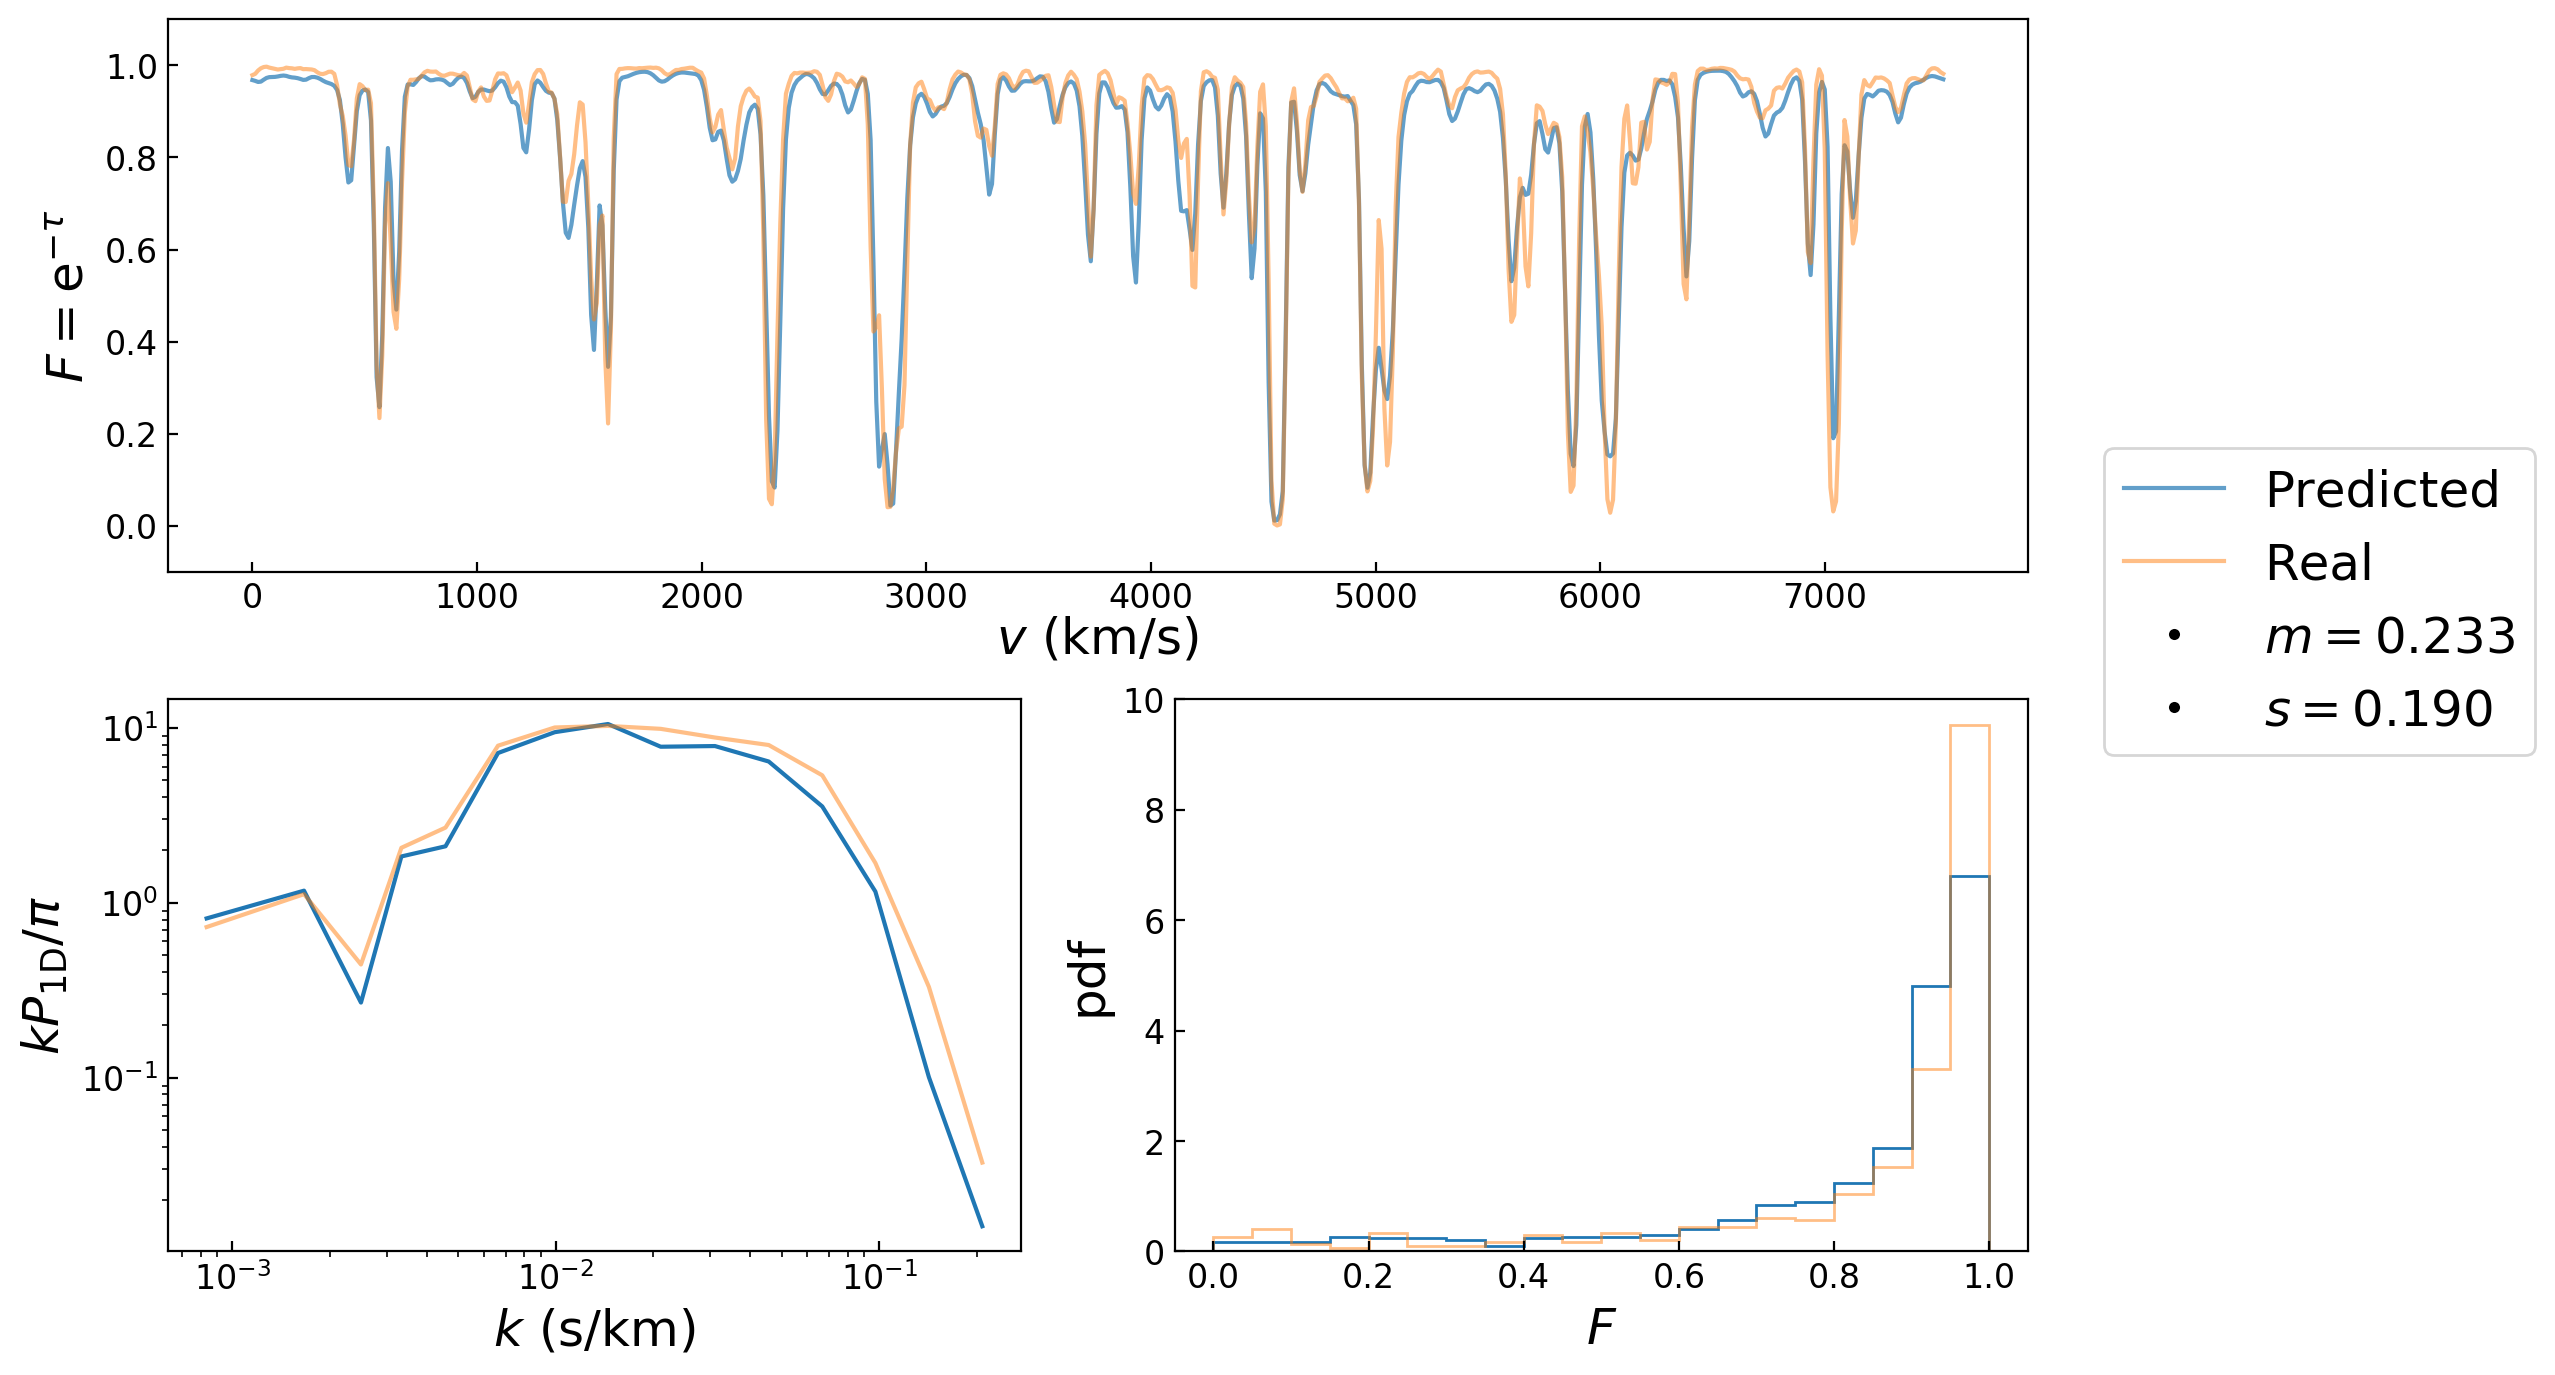 1.0
0.8
0.6
0.4
0.2
0.0
F = e^{−τ}
0 1000 2000 3000 4000 5000 6000 7000
v (km/s)
Predicted
Real
m = 0.233
s = 0.190
10^1
10^0
10^{−1}
kP_{1D}/π
10^{−3} 10^{−2} 10^{−1}
k (s/km)
10
8
6
4
2
0
pdf
0.0 0.2 0.4 0.6 0.8 1.0
F